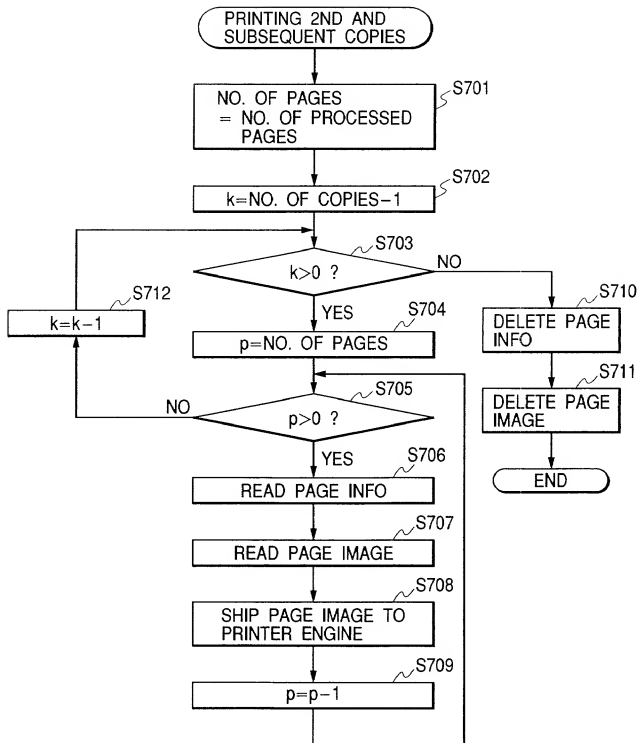 PRINTING 2ND AND
SUBSEQUENT COPIES
S701
NO. OF PAGES
= NO. OF PROCESSED
PAGES
S702
k=NO. OF COPIES-1
S703
k>0 ?
NO
YES
S712
k=k-1
S704
p=NO. OF PAGES
S710
DELETE PAGE
INFO
S705
p>0 ?
NO
YES
S711
DELETE PAGE
IMAGE
END
S706
READ PAGE INFO
S707
READ PAGE IMAGE
S708
SHIP PAGE IMAGE TO
PRINTER ENGINE
S709
p=p-1